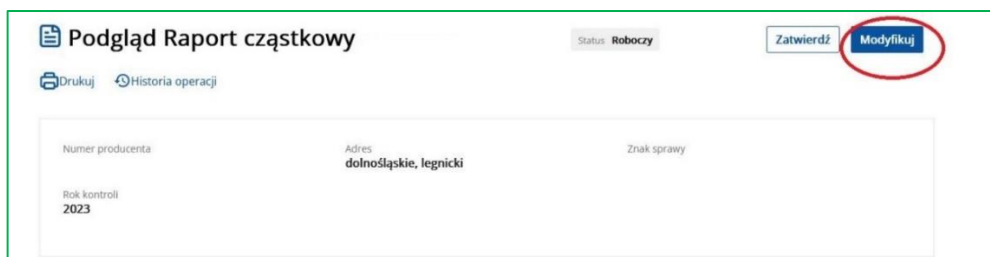 Podgląd Raport cząstkowy
Status Roboczy
Zatwierdź
Modyfikuj
Drukuj
Historia operacji
Numer producenta
Adres
Znak sprawy
dolnośląskie, legnicki
Rok kontroli
2023